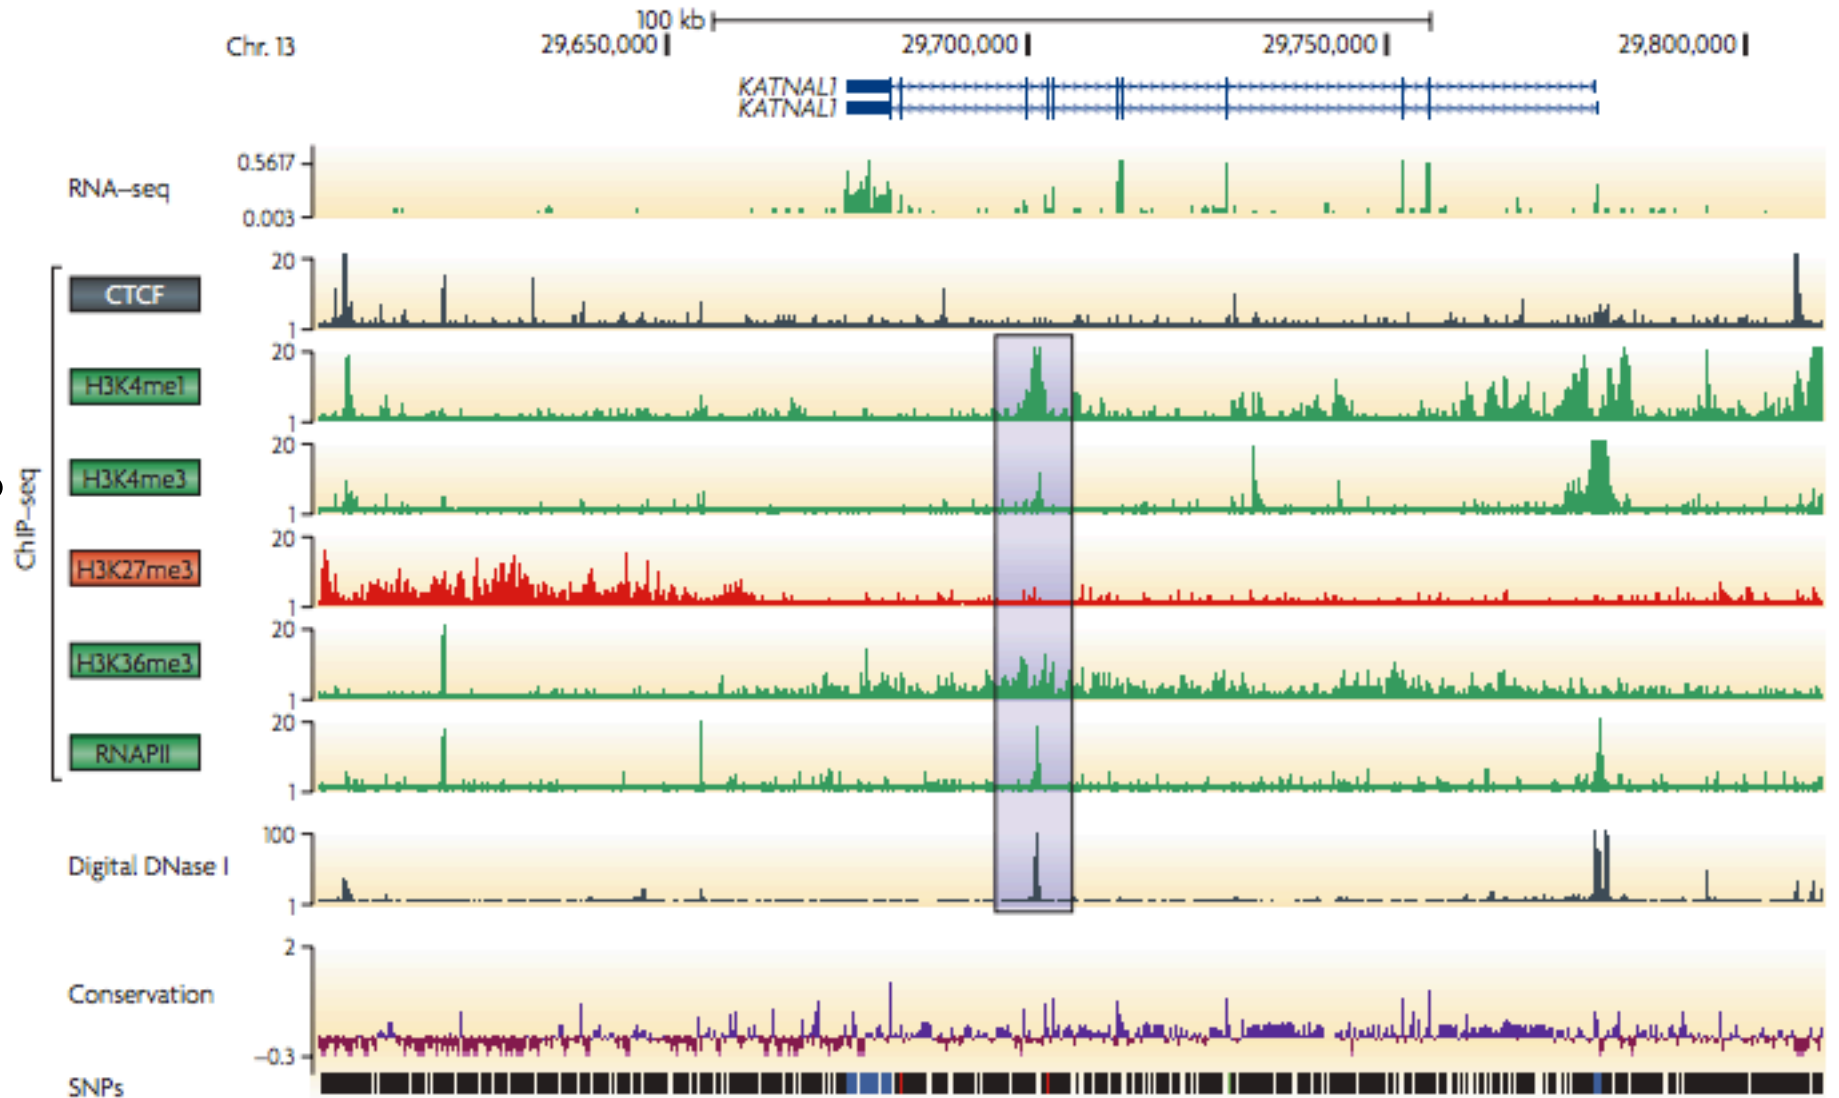 100 kb
Chr. 13 29,650,000 29,700,000 29,750,000 29,800,000
KATNAL1
KATNAL1
RNA–seq 0.5617 0.003
ChIP–seq
CTCF 20 1
H3K4me1 20 1
H3K4me3 20 1
H3K27me3 20 1
H3K36me3 20 1
RNAPII 20 1
Digital DNase I 100 1
Conservation 2 –0.3
SNPs